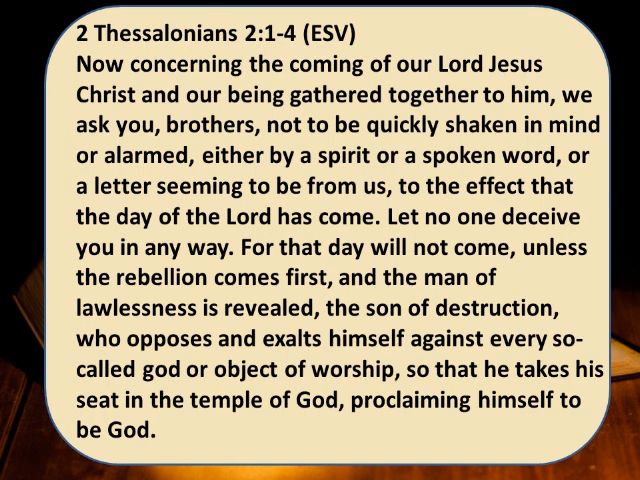 2 Thessalonians 2:1-4 (ESV)
Now concerning the coming of our Lord Jesus
Christ and our being gathered together to him, we
ask you, brothers, not to be quickly shaken in mind
or alarmed, either by a spirit or a spoken word, or
a letter seeming to be from us, to the effect that
the day of the Lord has come. Let no one deceive
you in any way. For that day will not come, unless
the rebellion comes first, and the man of
lawlessness is revealed, the son of destruction,
who opposes and exalts himself against every so-
called god or object of worship, so that he takes his
seat in the temple of God, proclaiming himself to
be God.